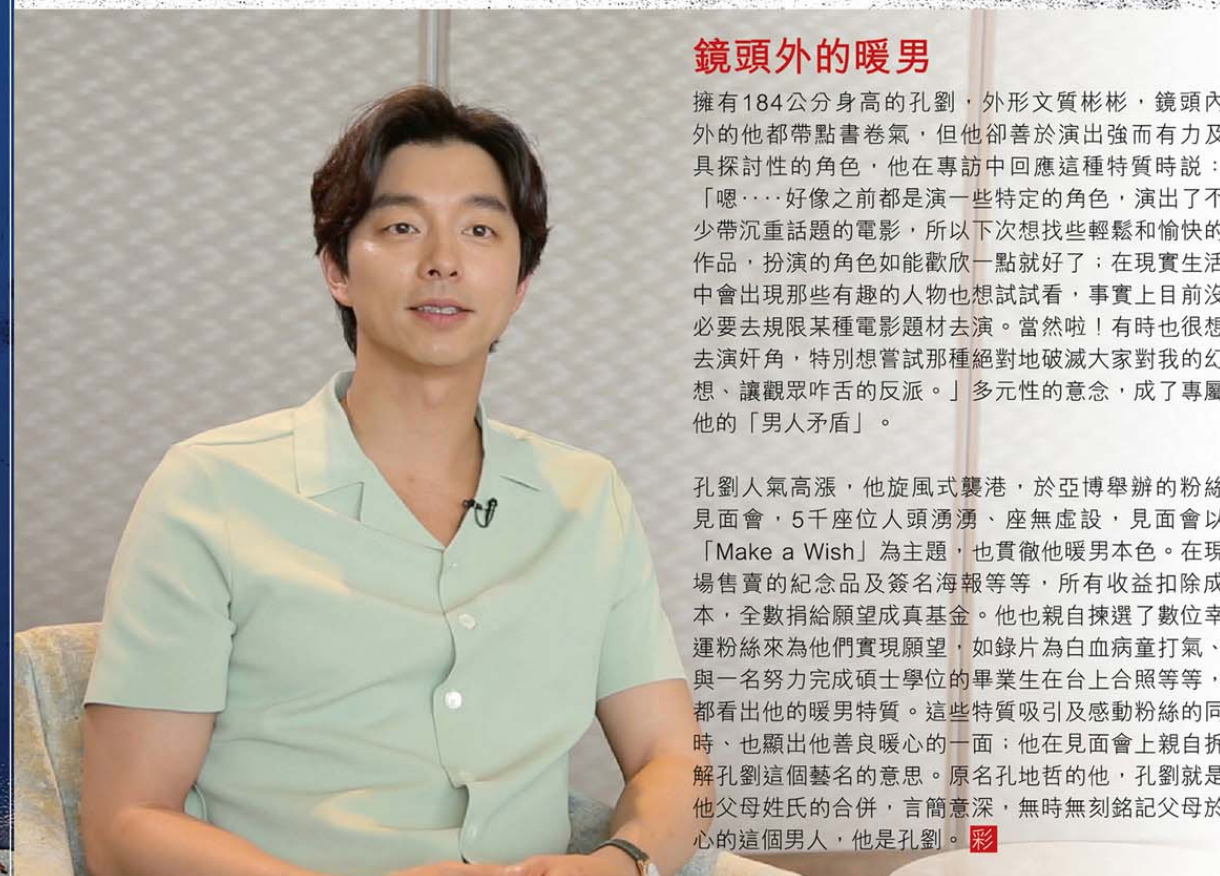 鏡頭外的暖男
擁有184公分身高的孔劉，外形文質彬彬，鏡頭內
外的他都帶點書卷氣，但他卻善於演出強而有力及
具探討性的角色，他在專訪中回應這種特質時説：
「嗯····好像之前都是演一些特定的角色，演出了不
少帶沉重話題的電影，所以下次想找些輕鬆和愉快的
作品，扮演的角色如能歡欣一點就好了；在現實生活
中會出現那些有趣的人物也想試試看，事實上目前沒
必要去規限某種電影題材去演。當然啦！有時也很想
去演奸角，特別想嘗試那種絕對地破滅大家對我的幻
想、讓觀眾咋舌的反派。」多元性的意念，成了專屬
他的「男人矛盾」。
孔劉人氣高漲，他旋風式襲港，於亞博舉辦的粉絲
見面會，5千座位人頭湧湧、座無虛設，見面會以
「Make a Wish」為主題，也貫徹他暖男本色。在現
場售賣的紀念品及簽名海報等等，所有收益扣除成
本，全數捐給願望成真基金。他也親自揀選了數位幸
運粉絲來為他們實現願望，如錄片為白血病童打氣、
與一名努力完成碩士學位的畢業生在台上合照等等，
都看出他的暖男特質。這些特質吸引及感動粉絲的同
時、也顯出他善良暖心的一面；他在見面會上親自拆
解孔劉這個藝名的意思。原名孔地哲的他，孔劉就是
他父母姓氏的合併，言簡意深，無時無刻銘記父母於
心的這個男人，他是孔劉。彩